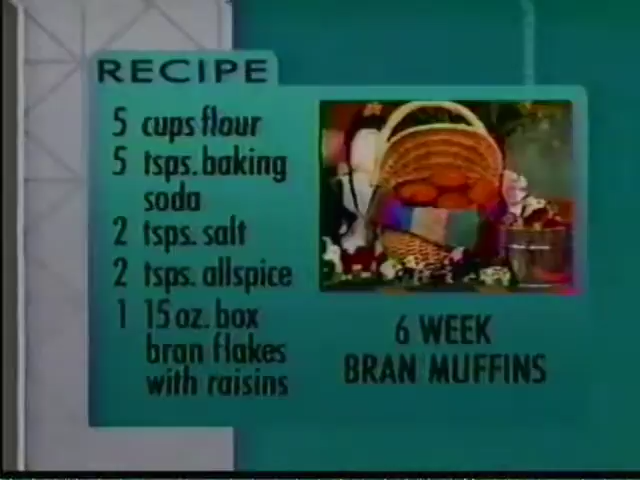 RECIPE
5 cups flour
5 tsps. baking
soda
2 tsps. salt
2 tsps. allspice
1 15 oz. box
bran flakes
with raisins
6 WEEK
BRAN MUFFINS